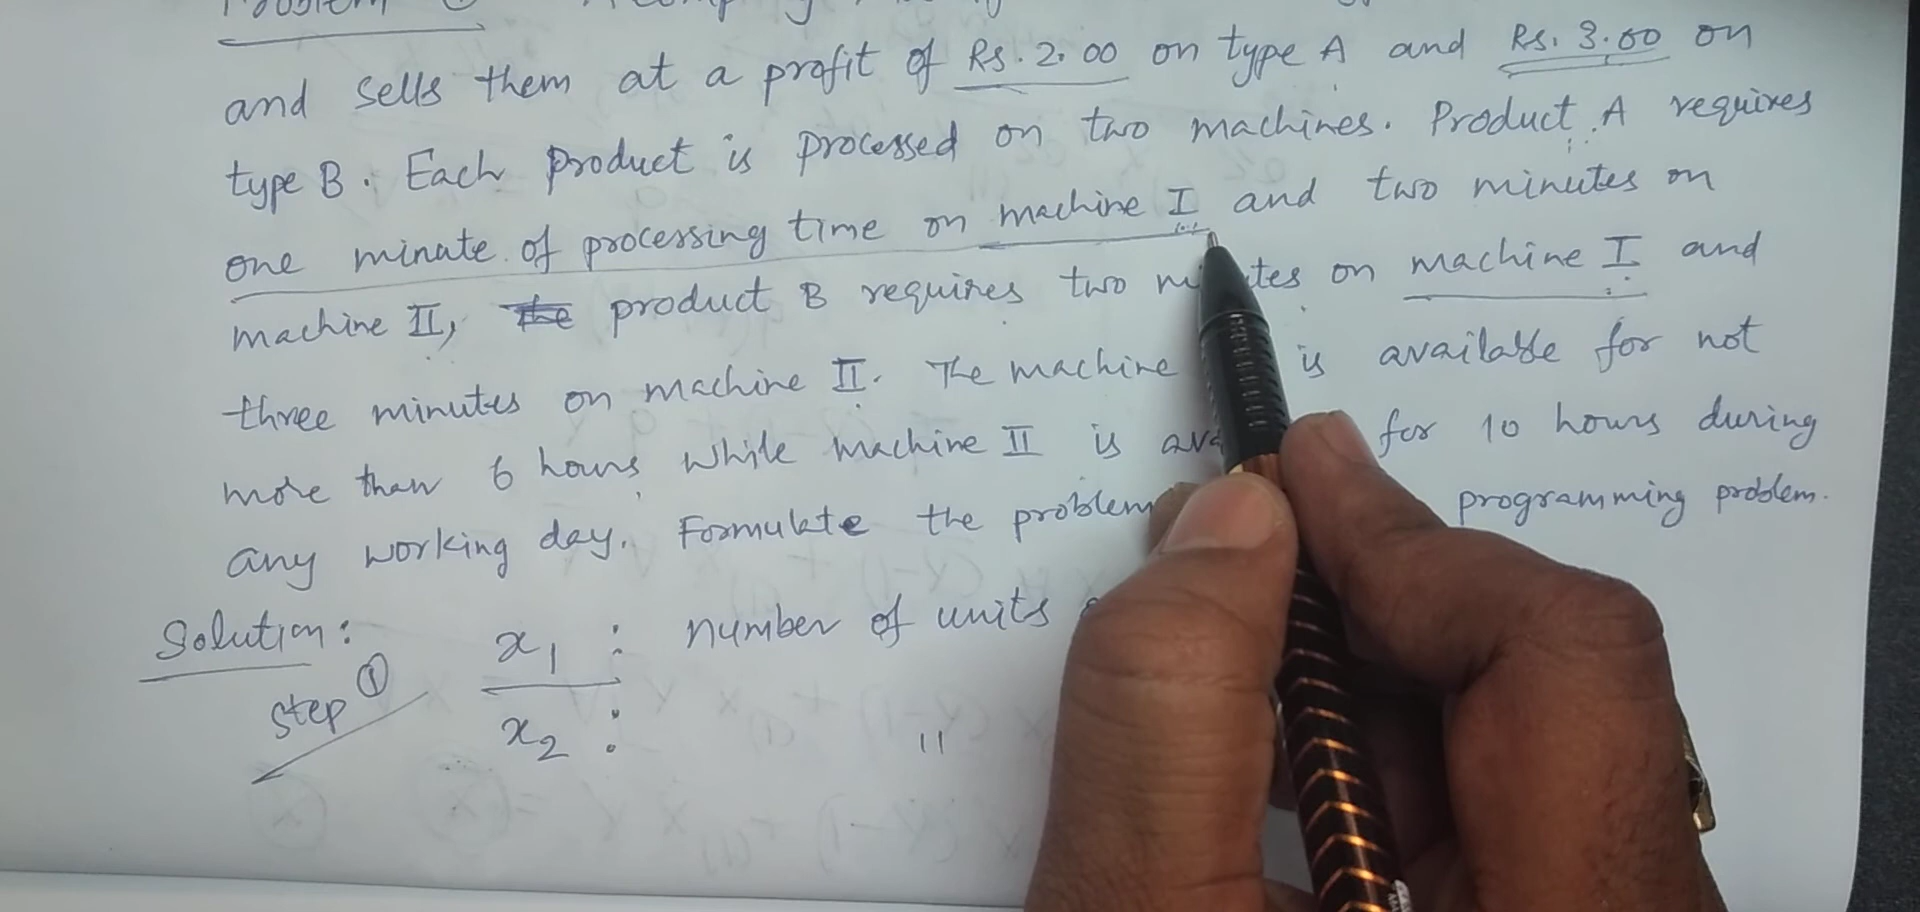 and sells them at a profit of Rs. 2.00 on type A and Rs. 3.00 on
type B. Each product is processed on two machines. Product A requires
one minute of processing time on machine I and two minutes on
machine II, the product B requires two on machine I and
three minutes on machine II. The machine is available for not
more than 6 hours while machine II is for 10 hours during
any working day. Formulate the problem programming problem.
Solution:
step ① x1 : number of units
x2 : "